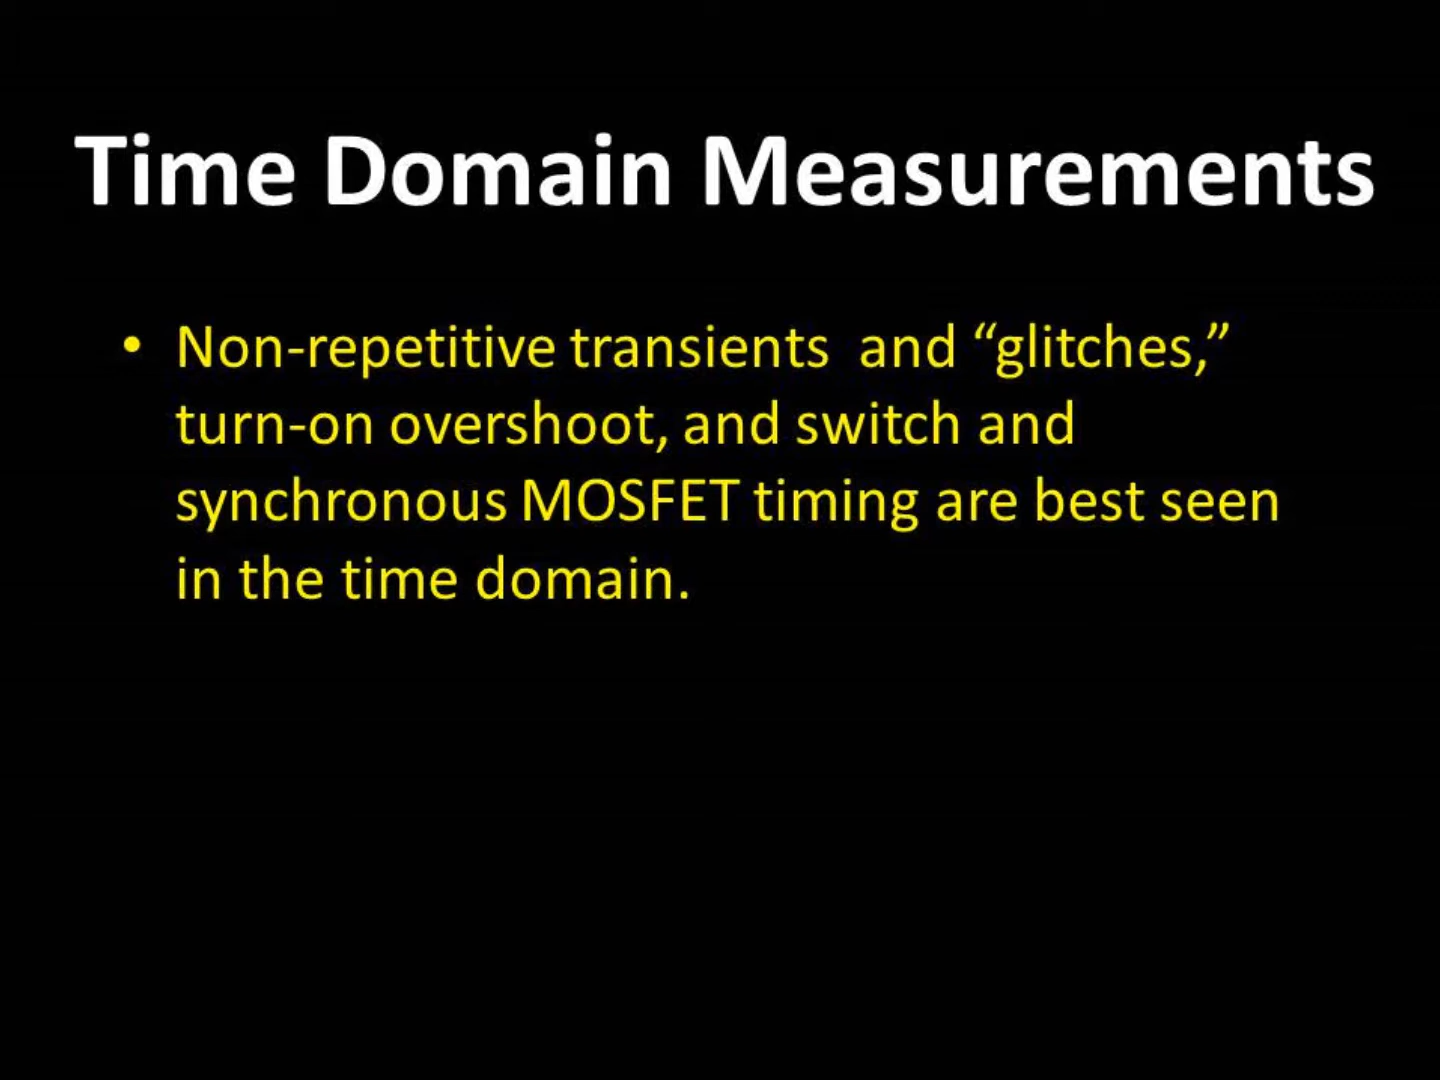 Time Domain Measurements
• Non-repetitive transients  and “glitches,”
turn-on overshoot, and switch and
synchronous MOSFET timing are best seen
in the time domain.